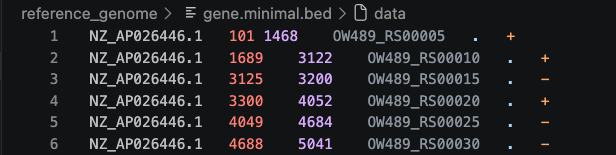 reference_genome > gene.minimal.bed > data
1 NZ_AP026446.1 101 1468 OW489_RS00005 . +
2 NZ_AP026446.1 1689 3122 OW489_RS00010 . +
3 NZ_AP026446.1 3125 3200 OW489_RS00015 . -
4 NZ_AP026446.1 3300 4052 OW489_RS00020 . +
5 NZ_AP026446.1 4049 4684 OW489_RS00025 . -
6 NZ_AP026446.1 4688 5041 OW489_RS00030 . -